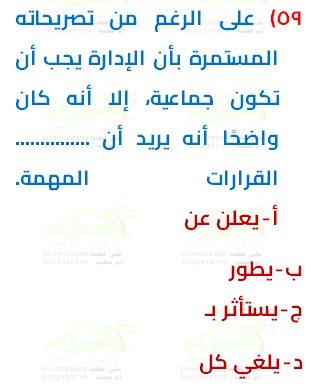 ٥٩) على الرغم من تصريحاته
المستمرة بأن الإدارة يجب أن
تكون جماعية، إلا أنه كان
واضحًا أنه يريد أن ...............
القرارات المهمة.
أ-يعلن عن
ب-يطور
ج-يستأثر بـ
د-يلغي كل